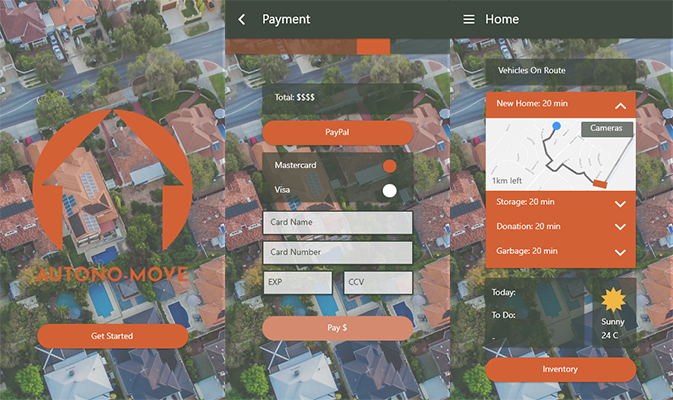 AUTONO-MOVE
Get Started
Payment
Total: $$$$
PayPal
Mastercard
Visa
Card Name
Card Number
EXP
CCV
Pay $
Home
Vehicles On Route
New Home: 20 min
Cameras
1km left
Storage: 20 min
Donation: 20 min
Garbage: 20 min
Today:
To Do:
-
Sunny
24 C
Inventory